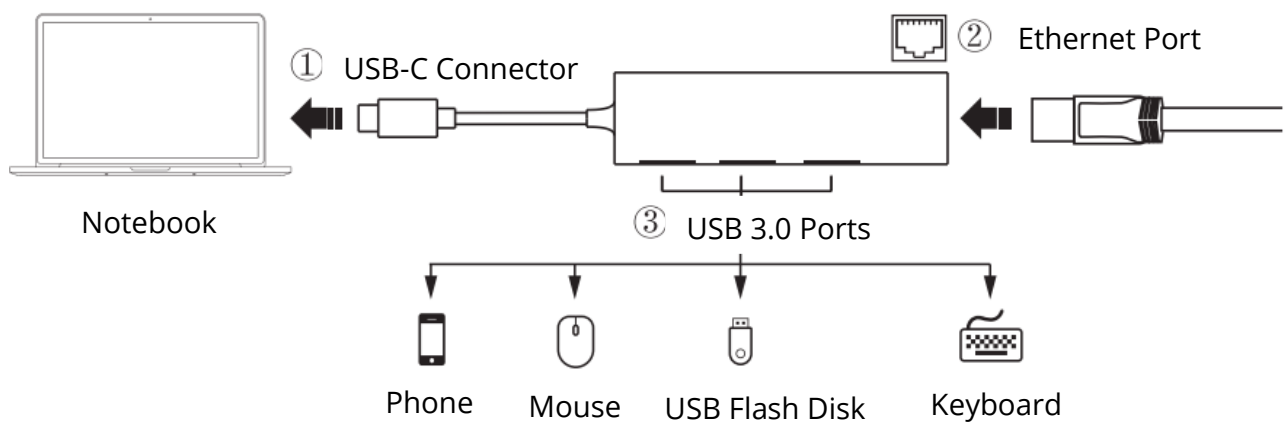 ② Ethernet Port
① USB-C Connector
Notebook
③ USB 3.0 Ports
Phone
Mouse
USB Flash Disk
Keyboard